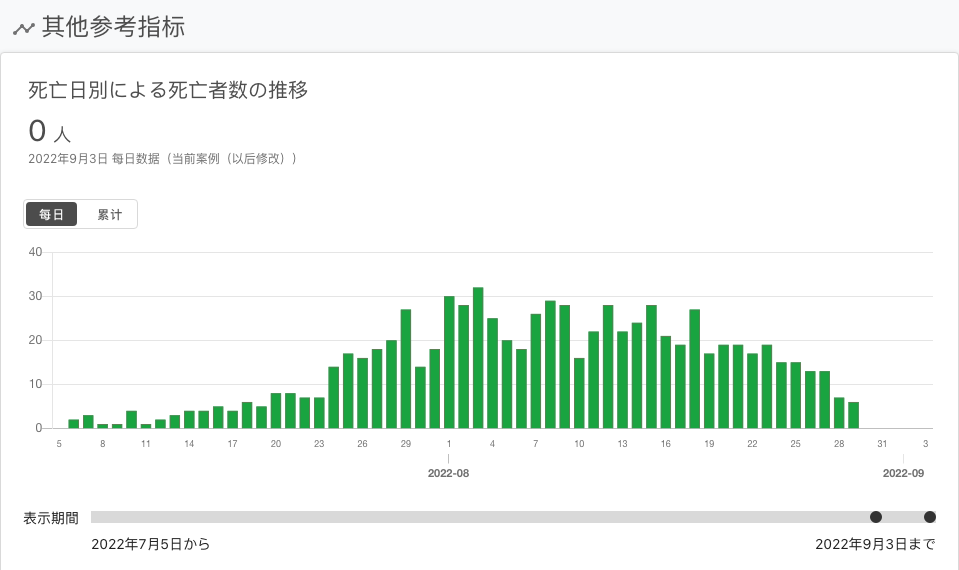 其他参考指标
死亡日別による死亡者数の推移
0 人
2022年9月3日 每日数据（当前案例（以后修改））
每日 累计
40
30
20
10
0
5 8 11 14 17 20 23 26 29 1 4 7 10 13 16 19 22 25 28 31 3
2022-08 2022-09
表示期間
2022年7月5日から 2022年9月3日まで